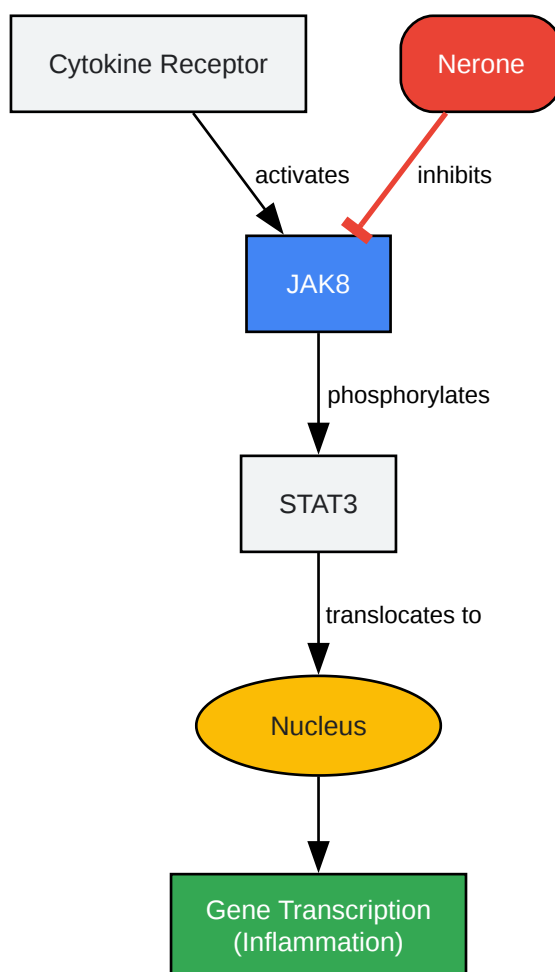 Cytokine Receptor
Nerone
activates
inhibits
JAK8
phosphorylates
STAT3
translocates to
Nucleus
Gene Transcription
(Inflammation)